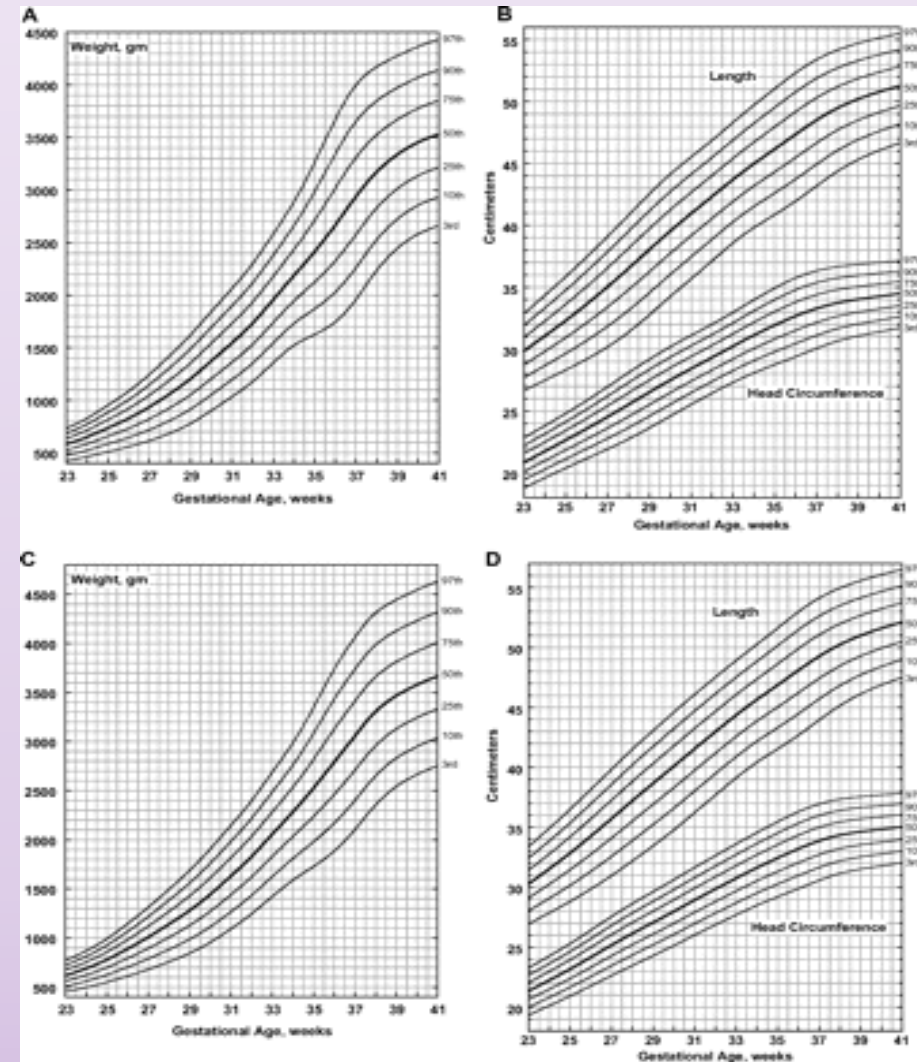 A
Weight, gm
4500
4000
3500
3000
2500
2000
1500
1000
500
97th
90th
75th
50th
25th
10th
3rd
23 25 27 29 31 33 35 37 39 41
Gestational Age, weeks
B
Length
Centimeters
55
50
45
40
35
30
25
20
3rd
3rd
Head Circumference
23 25 27 29 31 33 35 37 39 41
Gestational Age, weeks
C
Weight, gm
4500
4000
3500
3000
2500
2000
1500
1000
500
97th
90th
75th
50th
25th
10th
3rd
23 25 27 29 31 33 35 37 39 41
Gestational Age, weeks
D
Length
Centimeters
55
50
45
40
35
30
25
20
3rd
3rd
Head Circumference
23 25 27 29 31 33 35 37 39 41
Gestational Age, weeks